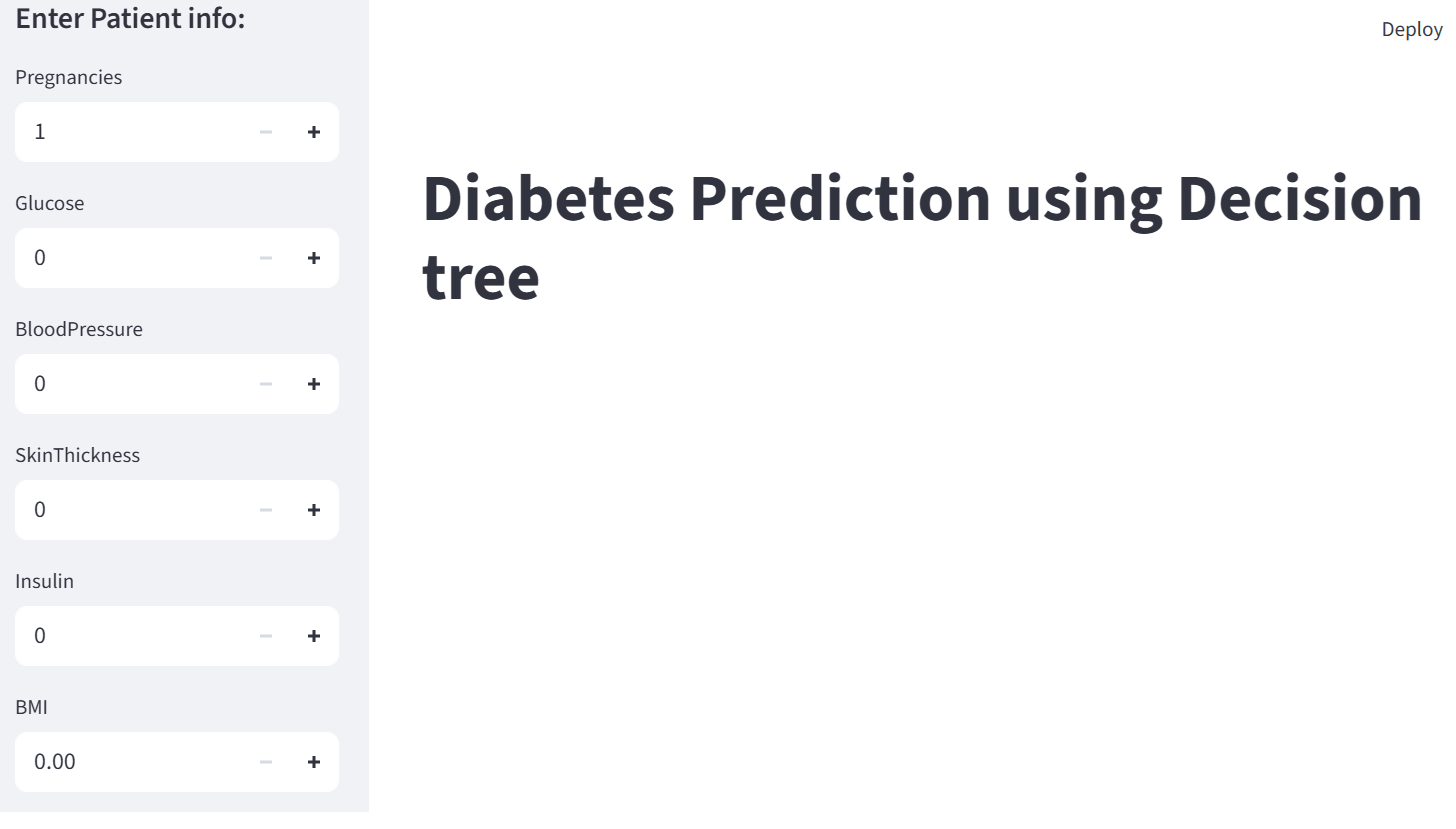 Enter Patient info:
Pregnancies
1
Glucose
0
BloodPressure
0
SkinThickness
0
Insulin
0
BMI
0.00
Deploy
Diabetes Prediction using Decision
tree